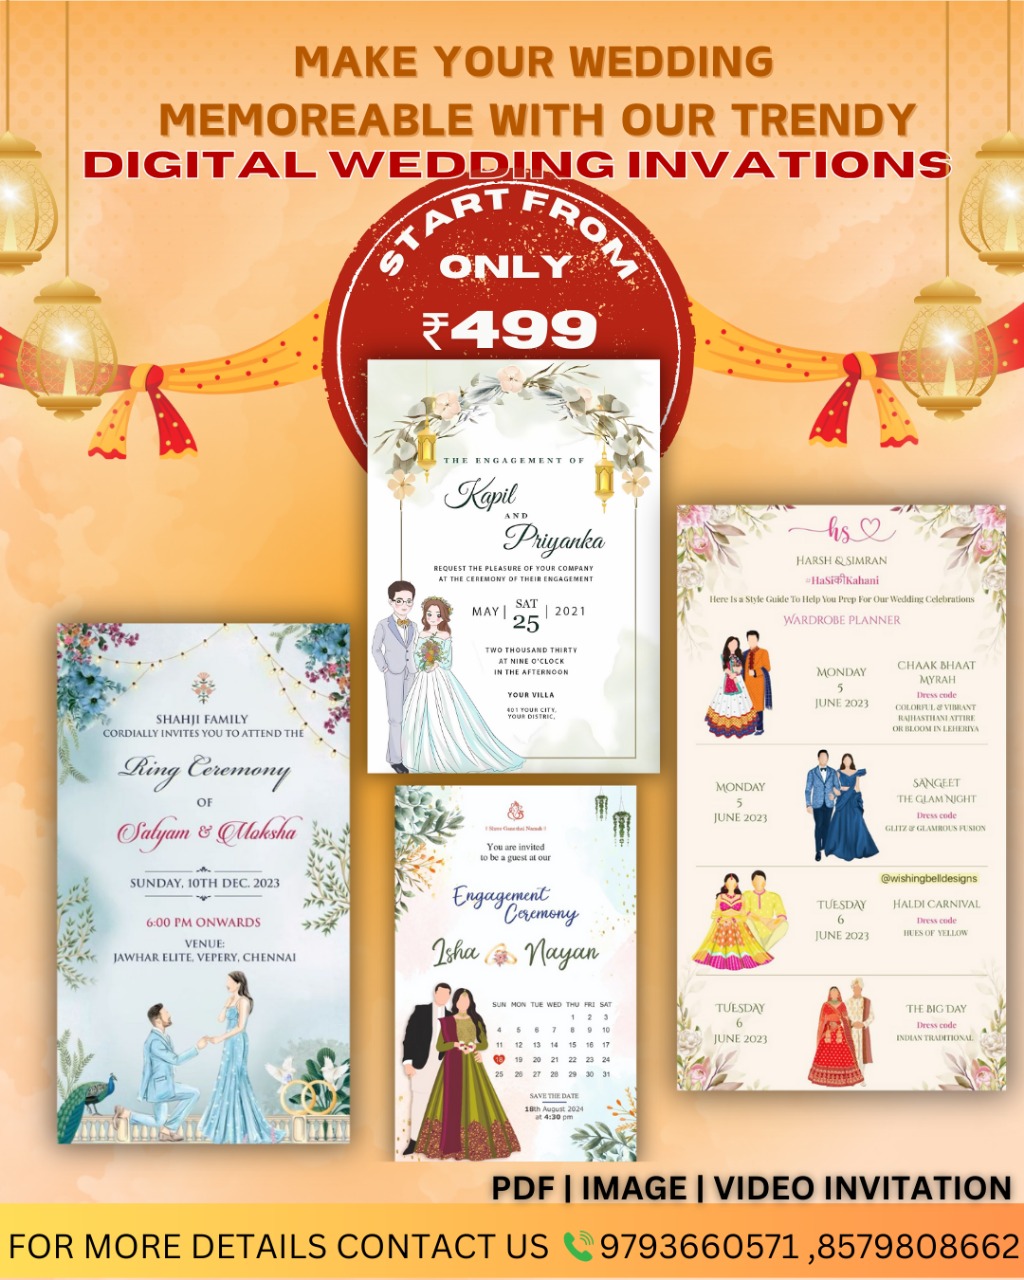 MAKE YOUR WEDDING
MEMOREABLE WITH OUR TRENDY
DIGITAL WEDDING INVATIONS
START FROM
ONLY
₹499
THE ENGAGEMENT OF
Kapil
AND
Priyanka
REQUEST THE PLEASURE OF YOUR COMPANY
AT THE CEREMONY OF THEIR ENGAGEMENT
MAY | SAT 25 | 2021
TWO THOUSAND THIRTY
AT NINE O'CLOCK
IN THE AFTERNOON
YOUR VILLA
401 YOUR CITY,
YOUR DISTRIC,
hs
HARSH & SIMRAN
#HaSiकीKahani
Here Is a Style Guide To Help You Prep For Our Wedding Celebrations
WARDROBE PLANNER
MONDAY
5
JUNE 2023
CHAAK BHAAT
MYRAH
Dress code
COLORFUL & VIBRANT
RAJHASTHANI ATTIRE
OR BLOOM IN LEHERIYA
MONDAY
5
JUNE 2023
SANGEET
THE GLAM NIGHT
Dress code
GLITZ & GLAMROUS FUSION
@wishingbelldesigns
TUESDAY
6
JUNE 2023
HALDI CARNIVAL
Dress code
HUES OF YELLOW
TUESDAY
6
JUNE 2023
THE BIG DAY
Dress code
INDIAN TRADITIONAL
SHAHJI FAMILY
CORDIALLY INVITES YOU TO ATTEND THE
Ring Ceremony
OF
Satyam & Moksha
SUNDAY, 10TH DEC. 2023
6:00 PM ONWARDS
VENUE:
JAWHAR ELITE, VEPERY, CHENNAI
You are invited
to be a guest at our
Engagement
Ceremony
Isha Nayan
SUN MON TUE WED THU FRI SAT
1 2 3
4 5 6 7 8 9 10
11 12 13 14 15 16 17
18 19 20 21 22 23 24
25 26 27 28 29 30 31
SAVE THE DATE
18th August 2024
at 4:30 pm
PDF | IMAGE | VIDEO INVITATION
FOR MORE DETAILS CONTACT US 9793660571 ,8579808662